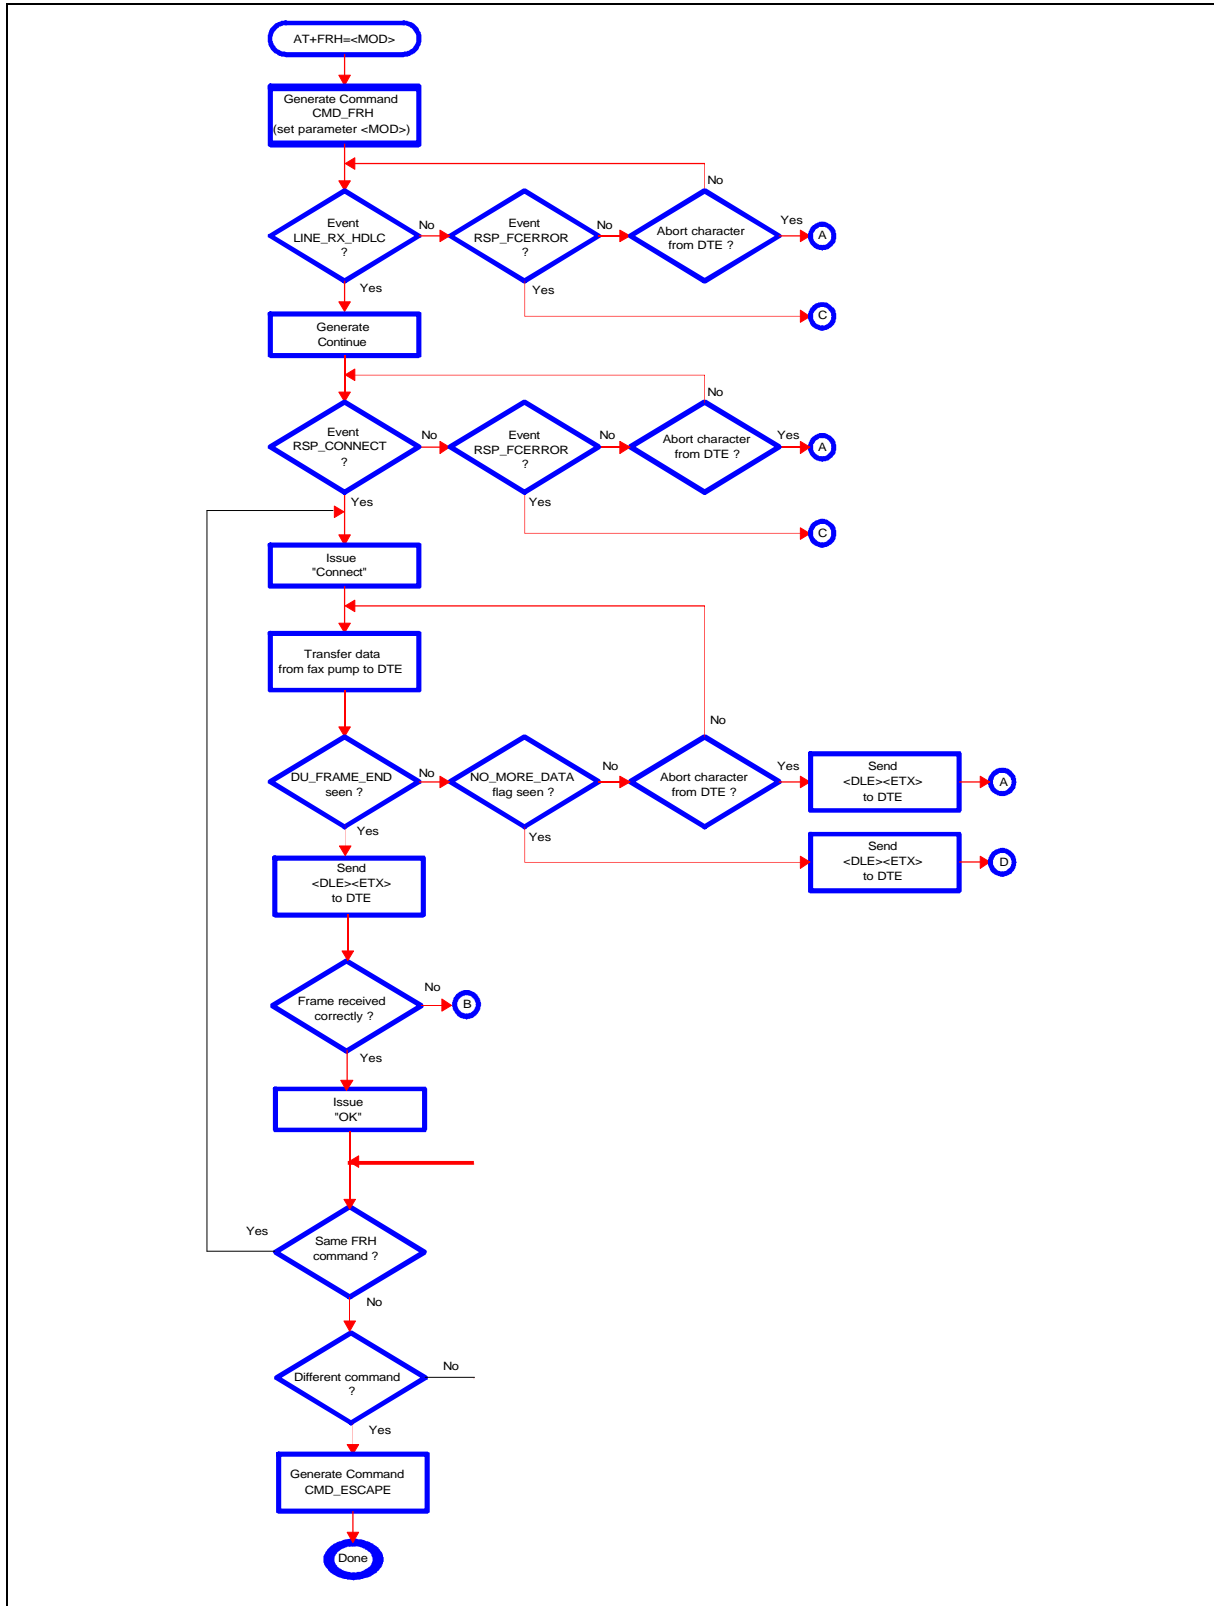 AT+FRH=<MOD>
Generate Command
CMD_FRH
(set parameter <MOD>)
No
Event
LINE_RX_HDLC
?
No
Event
RSP_FCERROR
?
No
Abort character
from DTE ?
Yes
A
Yes
Yes
C
Generate
Continue
No
Event
RSP_CONNECT
?
No
Event
RSP_FCERROR
?
No
Abort character
from DTE ?
Yes
A
Yes
Yes
C
Issue
"Connect"
Transfer data
from fax pump to DTE
No
DU_FRAME_END
seen ?
No
NO_MORE_DATA
flag seen ?
No
Abort character
from DTE ?
Yes
Send
<DLE><ETX>
to DTE
A
Yes
Yes
Send
<DLE><ETX>
to DTE
D
Send
<DLE><ETX>
to DTE
Frame received
correctly ?
No
B
Yes
Issue
"OK"
Yes
Same FRH
command ?
No
Different command
?
No
Yes
Generate Command
CMD_ESCAPE
Done